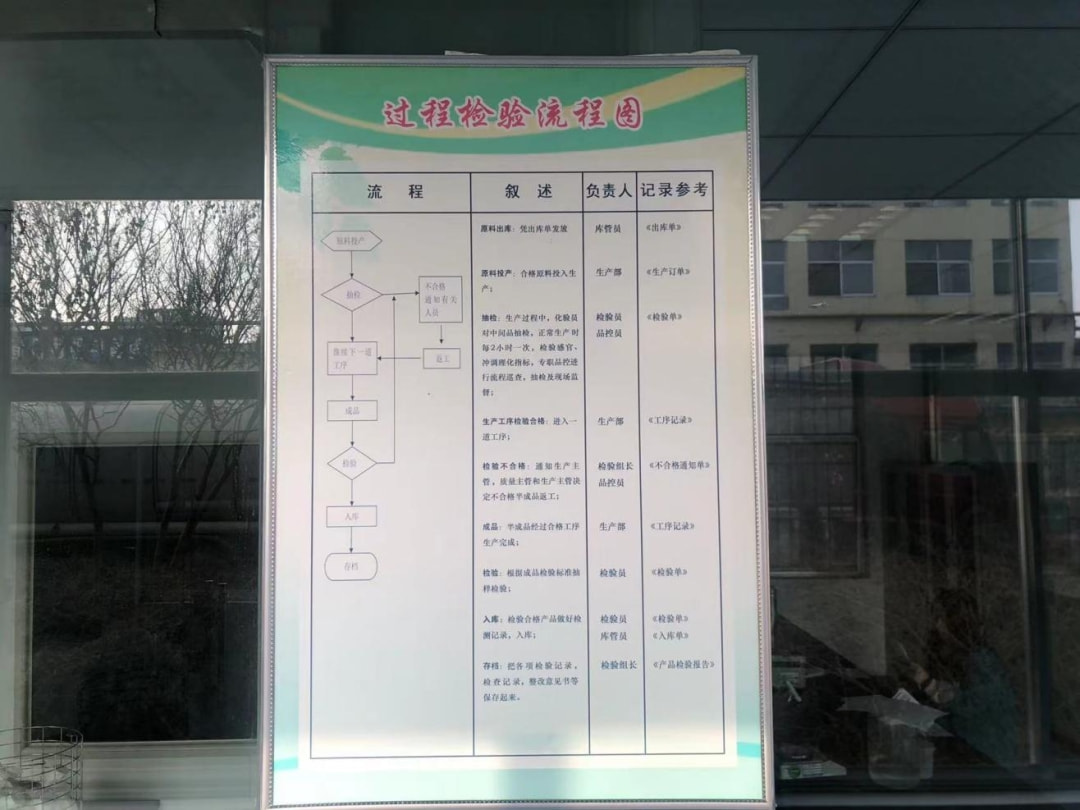 过程检验流程图
流 程
叙 述
负责人
记录参考
原料投产
抽检
不合格
通知有关
人员
返工
下一道
工序
成品
检验
入库
存档
原料出库：凭出库单发放
库管员
《出库单》
原料投产：合格原料投入生
产；
生产部
《生产订单》
抽检：生产过程中，化验员
对中间品抽检，正常生产时
每2小时一次，检验感官、
冲调理化指标，专职品控进
行流程巡查，抽检及现场监
督；
检验员
品控员
《检验单》
生产工序检验合格：进入一
道工序；
生产部
《工序记录》
检验不合格：通知生产主
管，质量主管和生产主管决
定不合格半成品返工；
检验组长
品控员
《不合格通知单》
成品：半成品经过合格工序
生产完成；
生产部
《工序记录》
检验：根据成品检验标准抽
样检验；
检验员
《检验单》
入库：检验合格产品做好检
测记录，入库；
检验员
库管员
《检验单》
《入库单》
存档：把各项检验记录，
检查记录，整改意见书等
保存起来。
检验组长
《产品检验报告》